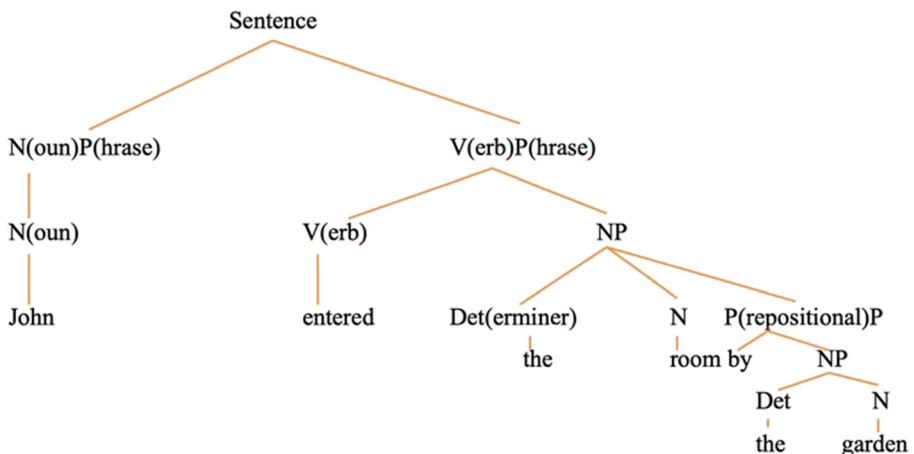 Sentence
N(oun)P(hrase) V(erb)P(hrase)
N(oun) V(erb) NP
John entered Det(erminer) N P(repositional)P
the room by NP
Det N
the garden